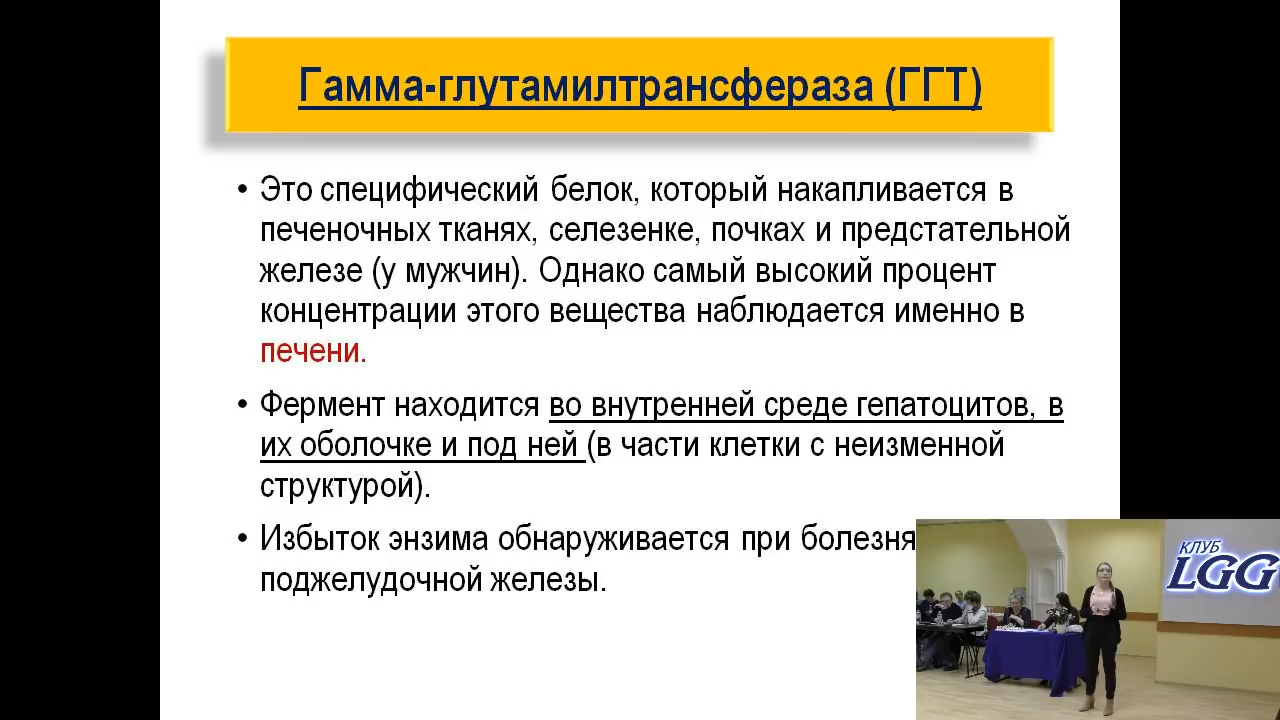 Гамма-глутамилтрансфераза (ГГТ)
• Это специфический белок, который накапливается в
печеночных тканях, селезенке, почках и предстательной
железе (у мужчин). Однако самый высокий процент
концентрации этого вещества наблюдается именно в
печени.
• Фермент находится во внутренней среде гепатоцитов, в
их оболочке и под ней (в части клетки с неизменной
структурой).
• Избыток энзима обнаруживается при болезня
поджелудочной железы.
КЛУБ
LGG